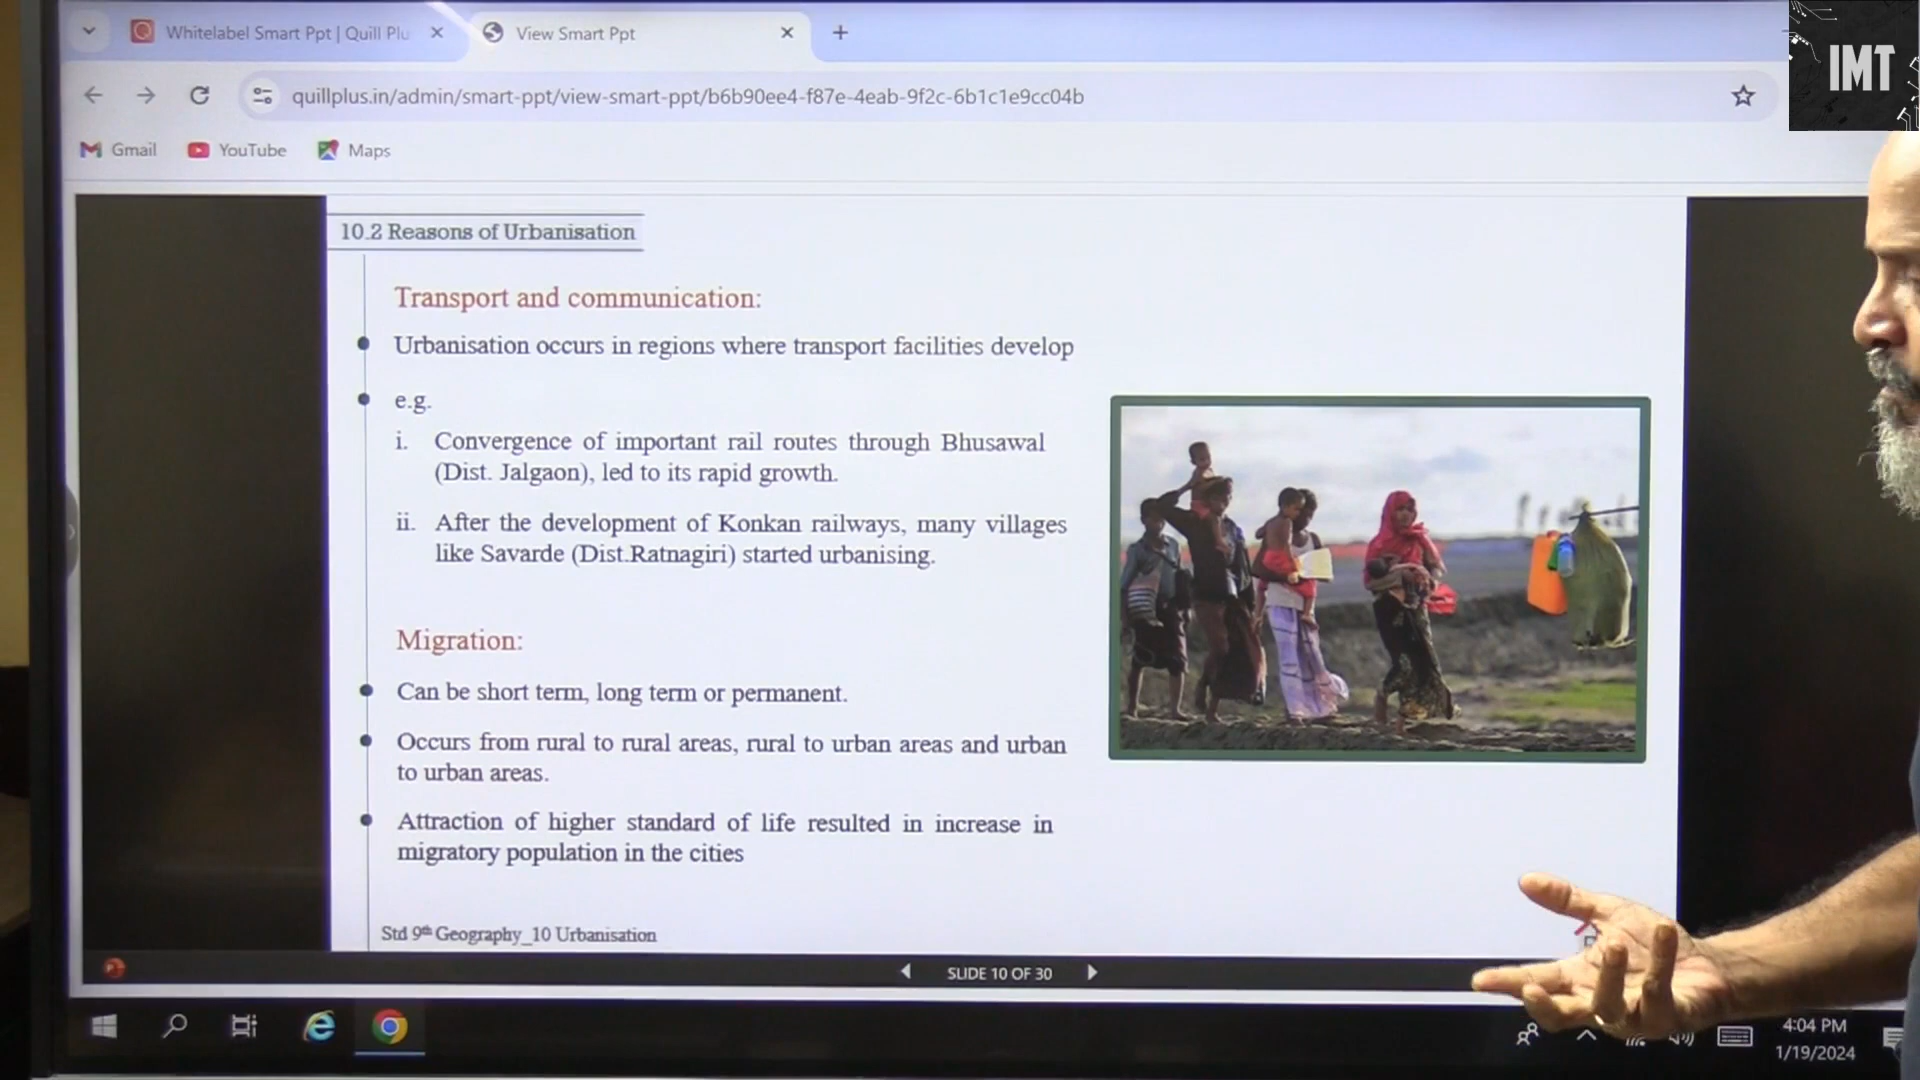 Whitelabel Smart Ppt | Quill Plu
View Smart Ppt
IMT
quillplus.in/admin/smart-ppt/view-smart-ppt/b6b90ee4-f87e-4eab-9f2c-6b1c1e9cc04b
Gmail
YouTube
Maps
10.2 Reasons of Urbanisation
Transport and communication:
Urbanisation occurs in regions where transport facilities develop
e.g.
i. Convergence of important rail routes through Bhusawal
(Dist. Jalgaon), led to its rapid growth.
ii. After the development of Konkan railways, many villages
like Savarde (Dist.Ratnagiri) started urbanising.
Migration:
Can be short term, long term or permanent.
Occurs from rural to rural areas, rural to urban areas and urban
to urban areas.
Attraction of higher standard of life resulted in increase in
migratory population in the cities
Std 9th Geography_10 Urbanisation
SLIDE 10 OF 30
4:04 PM
1/19/2024